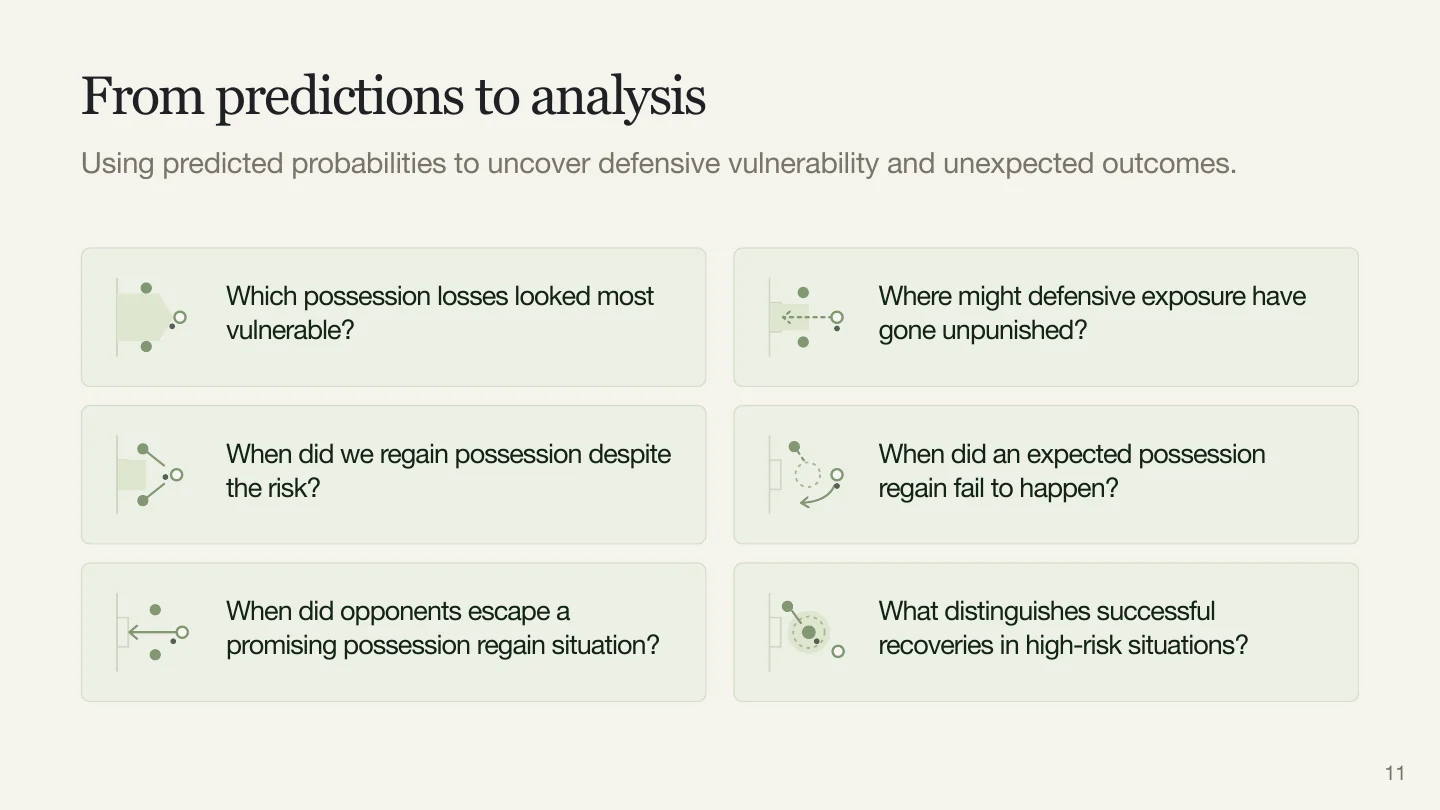 From predictions to analysis
Using predicted probabilities to uncover defensive vulnerability and unexpected outcomes.
Which possession losses looked most
vulnerable?
Where might defensive exposure have
gone unpunished?
When did we regain possession despite
the risk?
When did an expected possession
regain fail to happen?
When did opponents escape a
promising possession regain situation?
What distinguishes successful
recoveries in high-risk situations?
11